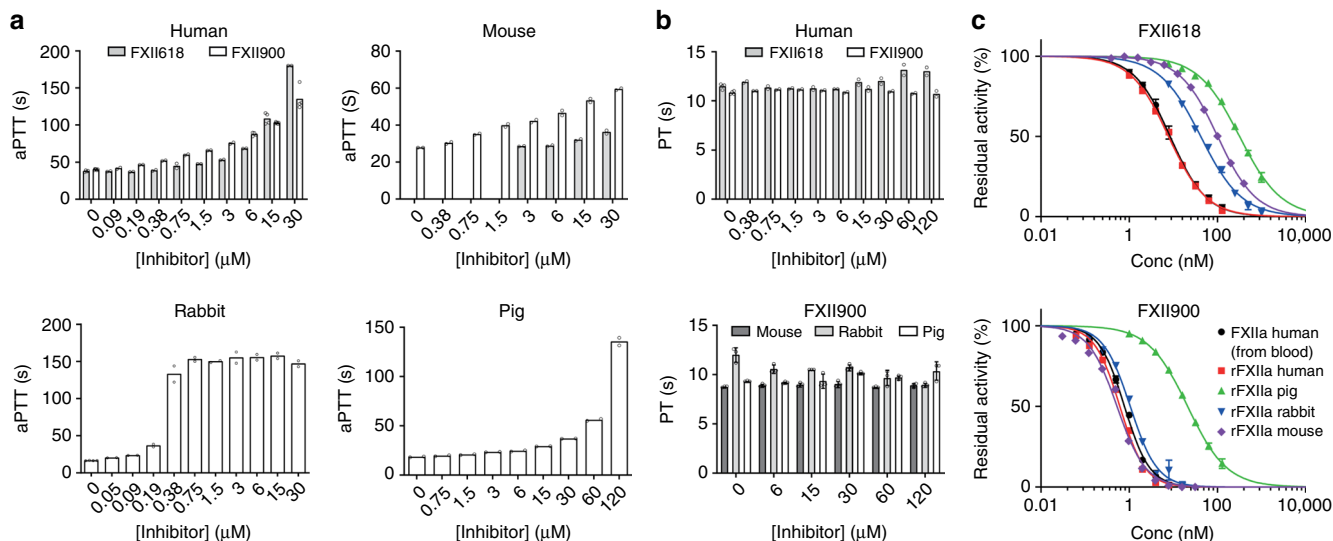 a
Human
FXII618 FXII900
aPTT (s)
200
150
100
50
0
0 0.09 0.19 0.38 0.75 1.5 3 6 15 30
[Inhibitor] (μM)
Mouse
aPTT (S)
80
60
40
20
0
0 0.38 0.75 1.5 3 6 15 30
[Inhibitor] (μM)
Rabbit
aPTT (s)
200
150
100
50
0
0 0.05 0.09 0.19 0.38 0.75 1.5 3 6 15 30
[Inhibitor] (μM)
Pig
aPTT (s)
150
100
50
0
0 0.75 1.5 3 6 15 30 60 120
[Inhibitor] (μM)
b
Human
FXII618 FXII900
PT (s)
15
10
5
0
0 0.38 0.75 1.5 3 6 15 30 60 120
[Inhibitor] (μM)
FXII900
Mouse Rabbit Pig
PT (s)
15
10
5
0
0 6 15 30 60 120
[Inhibitor] (μM)
c
FXII618
Residual activity (%)
100
50
0
0.01 1 100 10,000
Conc (nM)
FXII900
Residual activity (%)
100
50
0
0.01 1 100 10,000
Conc (nM)
FXIIa human
(from blood)
rFXIIa human
rFXIIa pig
rFXIIa rabbit
rFXIIa mouse